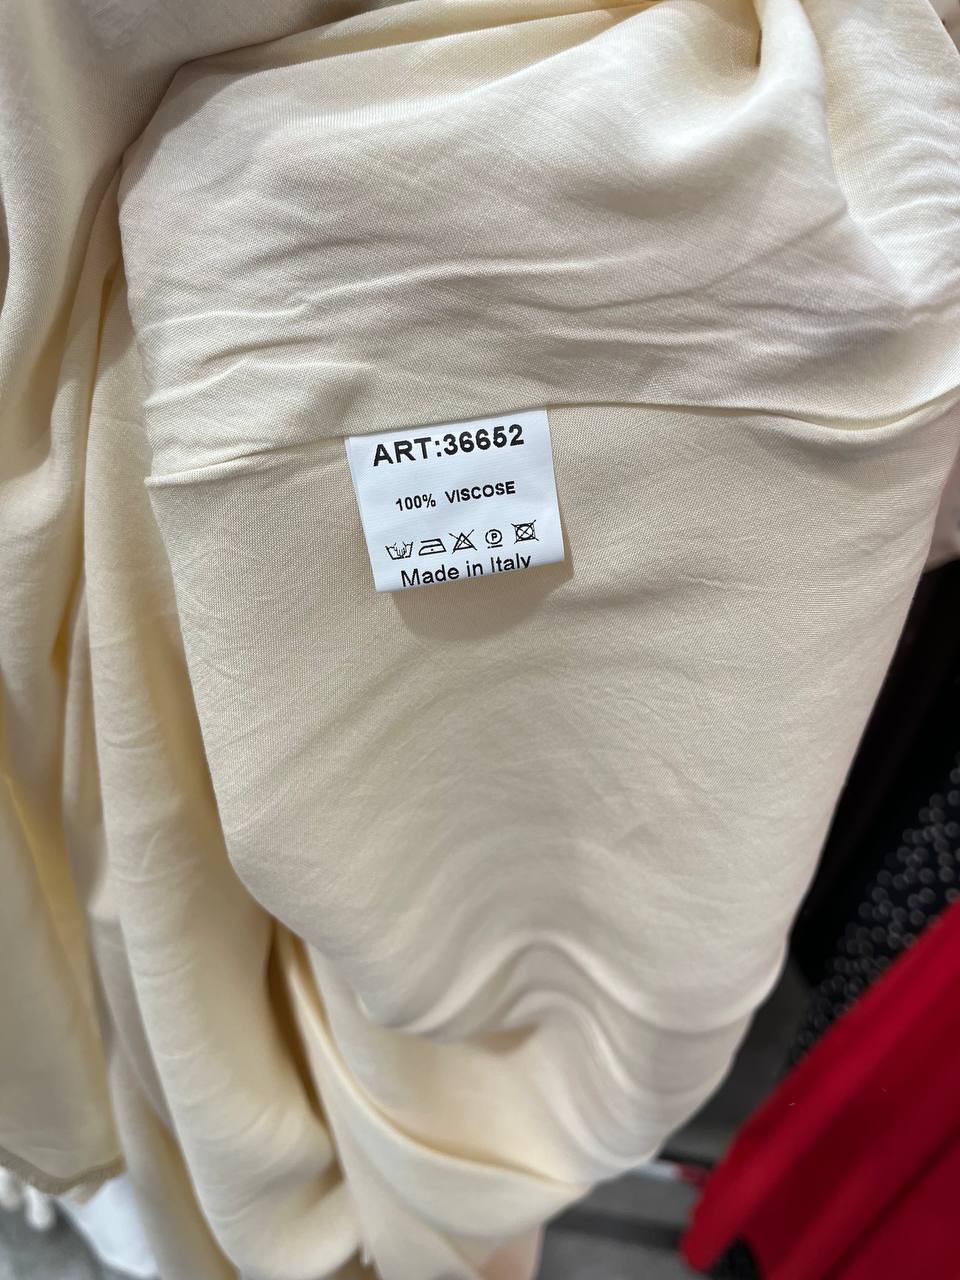 ART:36652
100% VISCOSE
P
Made in Italy